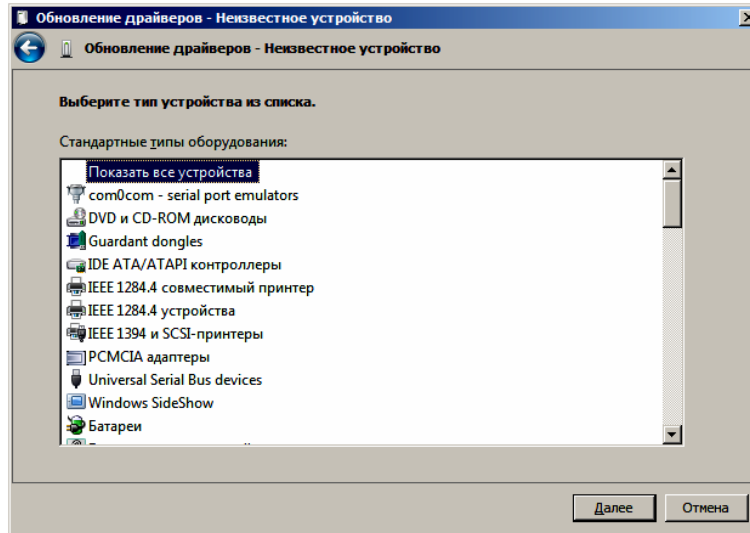 Обновление драйверов - Неизвестное устройство
Обновление драйверов - Неизвестное устройство
Выберите тип устройства из списка.
Стандартные типы оборудования:
Показать все устройства
com0com - serial port emulators
DVD и CD-ROM дисководы
Guardant dongles
IDE ATA/ATAPI контроллеры
IEEE 1284.4 совместимый принтер
IEEE 1284.4 устройства
IEEE 1394 и SCSI-принтеры
PCMCIA адаптеры
Universal Serial Bus devices
Windows SideShow
Батареи
Далее
Отмена